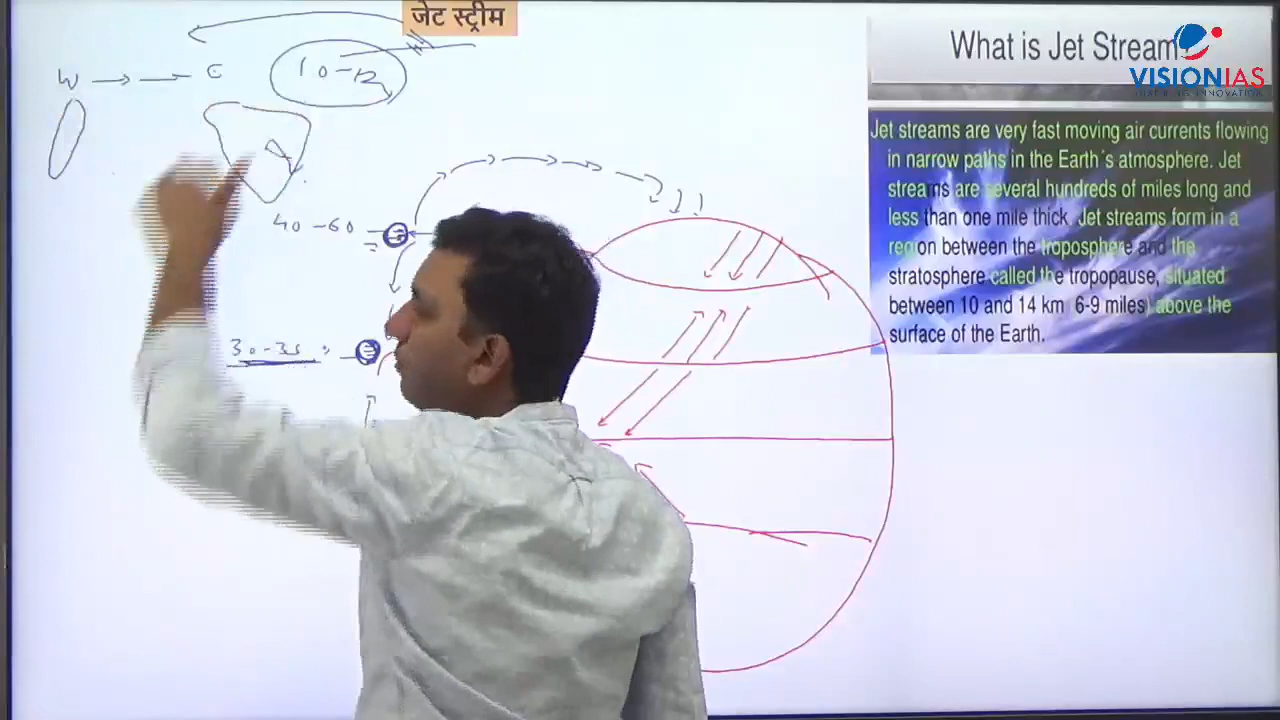 जेट स्ट्रीम
What is Jet Stream
VISIONIAS
INSPIRING INNOVATION
W
E
10-12
40-60
30-35
Jet streams are very fast moving air currents flowing
in narrow paths in the Earth´s atmosphere. Jet
streams are several hundreds of miles long and
less than one mile thick. Jet streams form in a
region between the troposphere and the
stratosphere called the tropopause, situated
between 10 and 14 km 6-9 miles) above the
surface of the Earth.